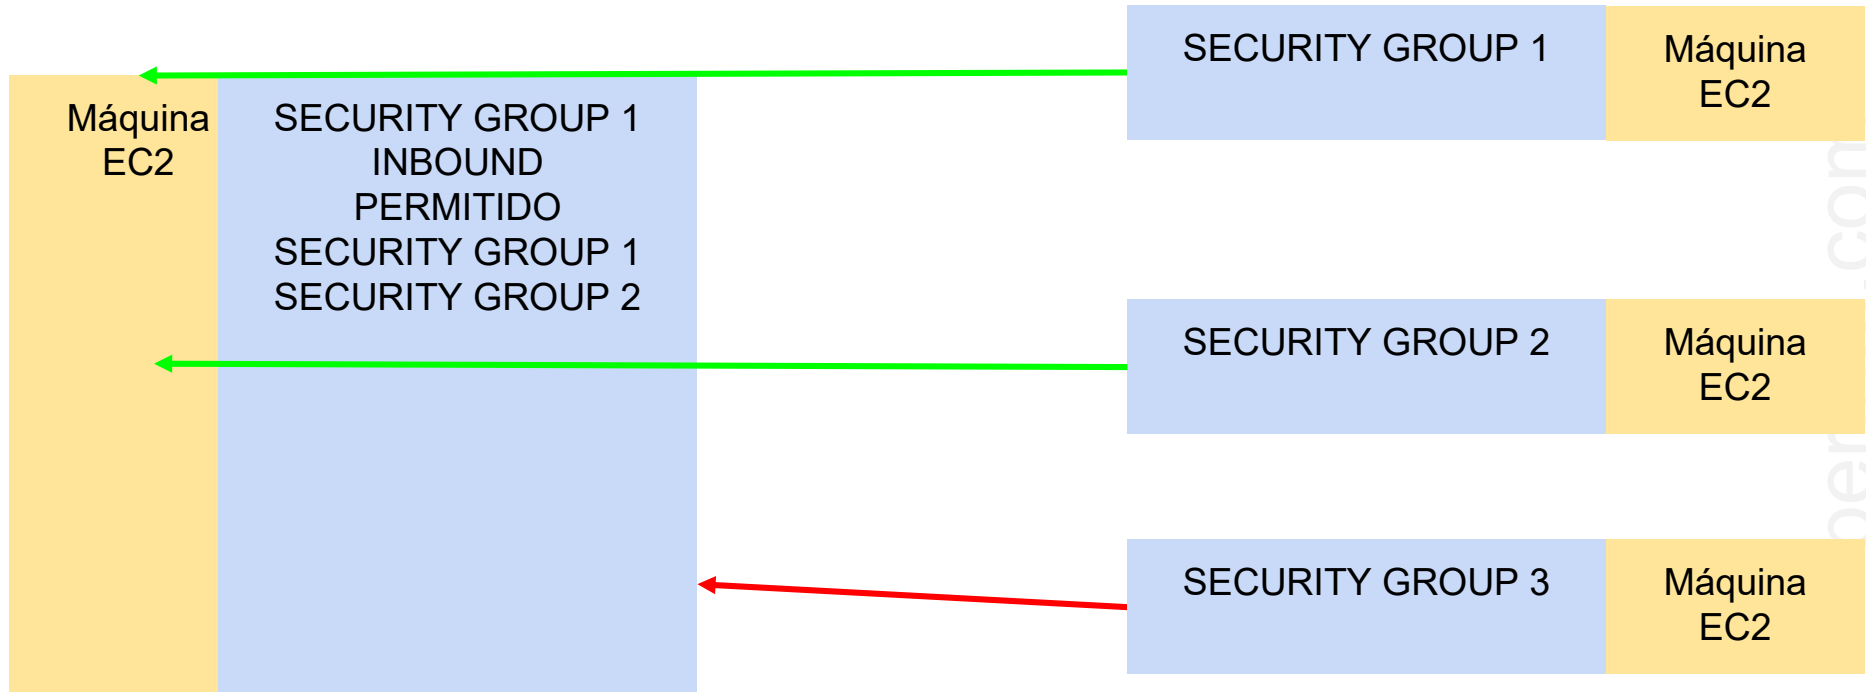 Máquina
EC2
SECURITY GROUP 1
INBOUND
PERMITIDO
SECURITY GROUP 1
SECURITY GROUP 2
SECURITY GROUP 1
Máquina
EC2
SECURITY GROUP 2
Máquina
EC2
SECURITY GROUP 3
Máquina
EC2